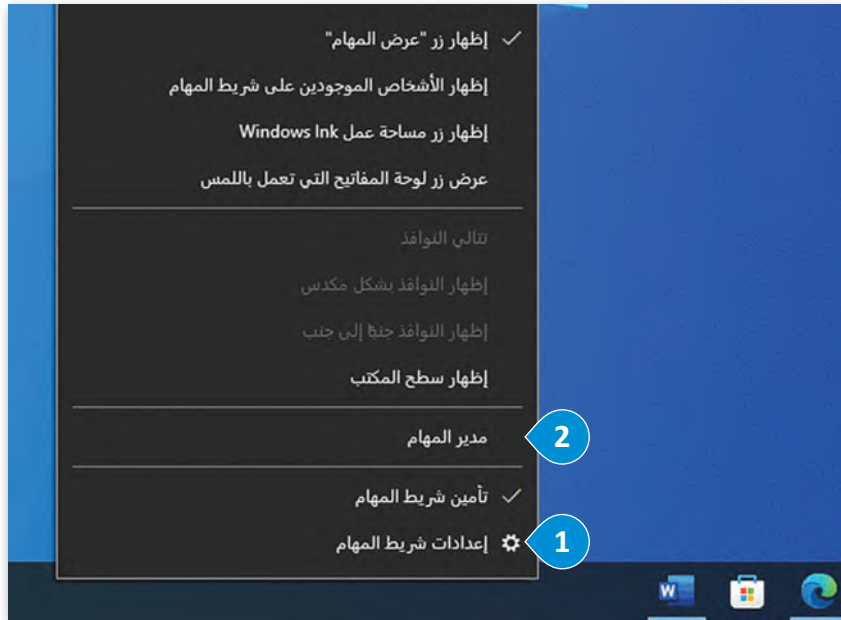 إظهار زر "عرض المهام"
إظهار الأشخاص الموجودين على شريط المهام
إظهار زر مساحة عمل Windows Ink
عرض زر لوحة المفاتيح التي تعمل باللمس
تتالي النوافذ
إظهار النوافذ بشكل مكدس
إظهار النوافذ جنبًا إلى جنب
إظهار سطح المكتب
مدير المهام 2
تأمين شريط المهام
إعدادات شريط المهام 1
W